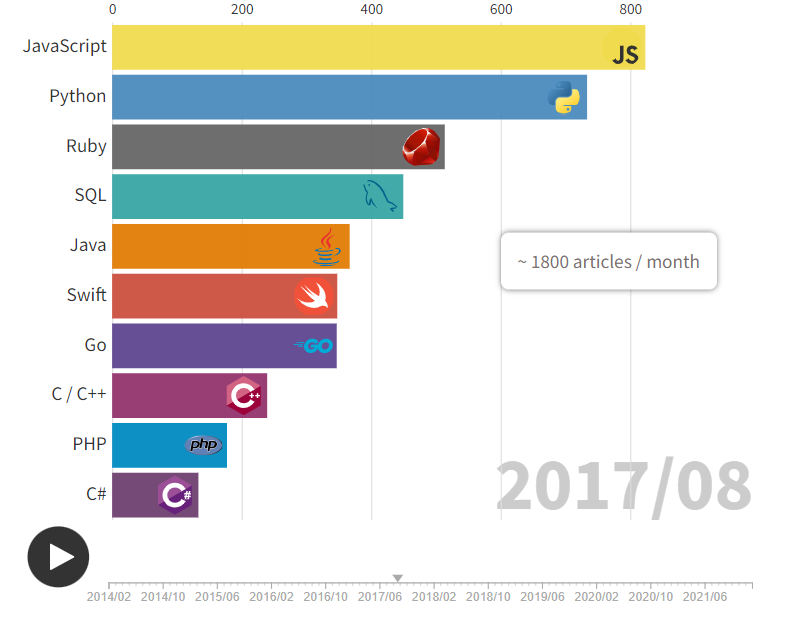 0 200 400 600 800
JavaScript JS
Python
Ruby
SQL
Java
Swift
Go GO
C / C++ C++
PHP php
C# C#
~ 1800 articles / month
2017/08
2014/02 2014/10 2015/06 2016/02 2016/10 2017/06 2018/02 2018/10 2019/06 2020/02 2020/10 2021/06